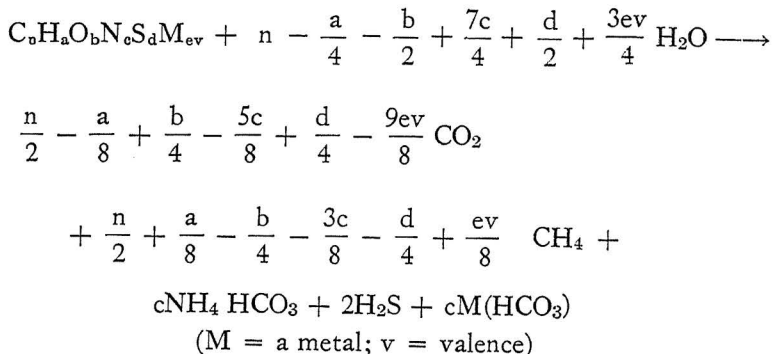 CₙHₐO_bN_cS_dM_ev + n − a/4 − b/2 + 7c/4 + d/2 + 3ev/4 H₂O ⟶
n/2 − a/8 + b/4 − 5c/8 + d/4 − 9ev/8 CO₂
+ n/2 + a/8 − b/4 − 3c/8 − d/4 + ev/8 CH₄ +
cNH₄ HCO₃ + 2H₂S + cM(HCO₃)
(M = a metal; v = valence)